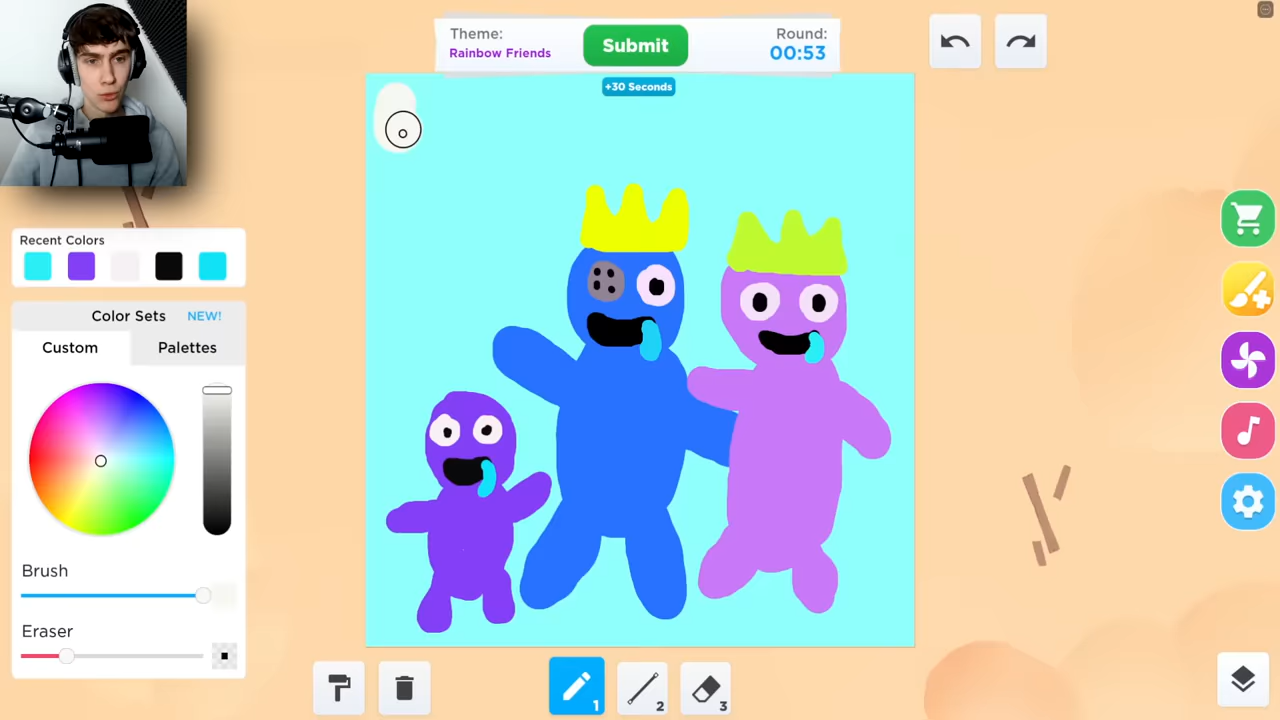 Theme:
Rainbow Friends
Submit
Round:
00:53
+30 Seconds
Recent Colors
Color Sets NEW!
Custom Palettes
Brush
Eraser
1
2
3